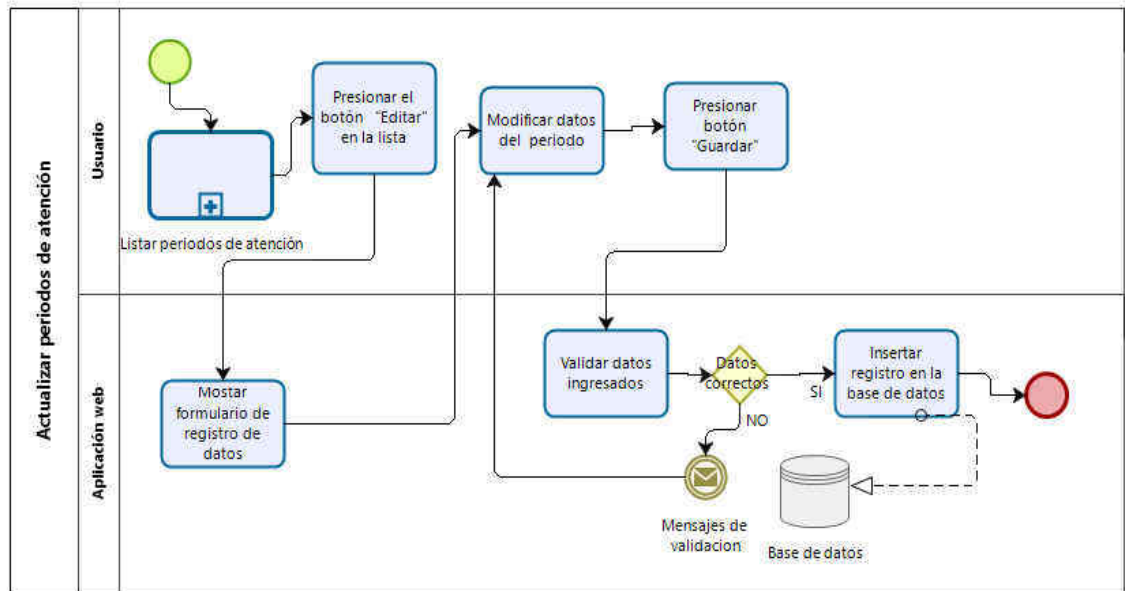 Actualizar periodos de atención
Usuario
Presionar el
botón "Editar"
en la lista
Modificar datos
del periodo
Presionar
botón
"Guardar"
Listar periodos de atención
Aplicación web
Mostar
formulario de
registro de
datos
Validar datos
ingresados
Datos
correctos
SI
NO
Insertar
registro en la
base de datos
Mensajes de
validacion
Base de datos